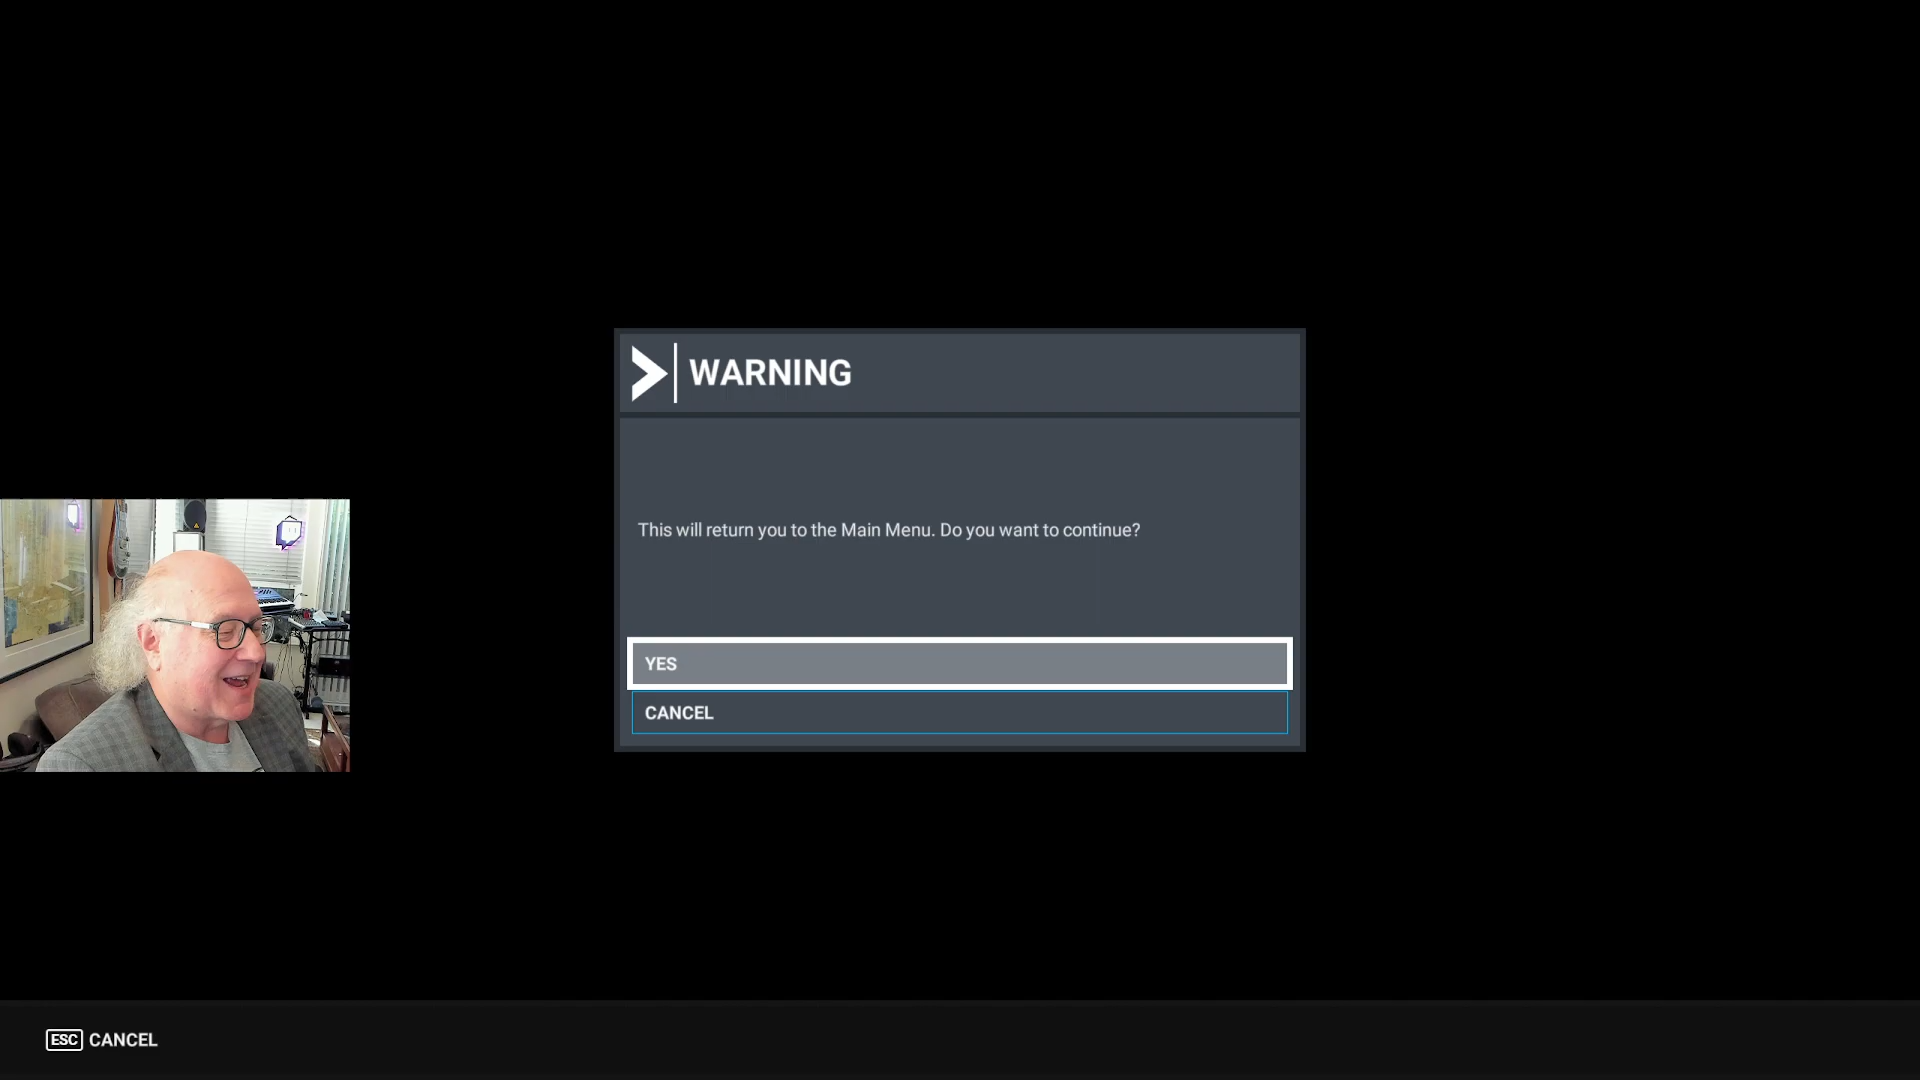 WARNING
This will return you to the Main Menu. Do you want to continue?
YES
CANCEL
ESC CANCEL